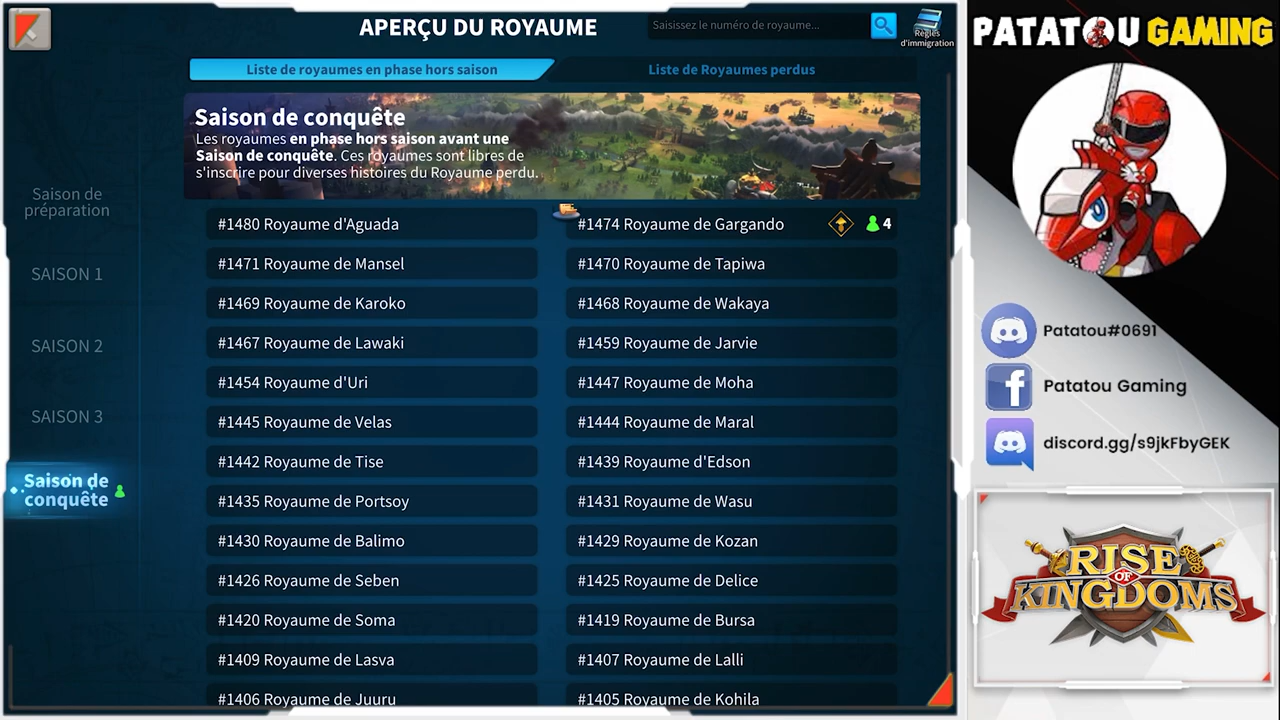 APERÇU DU ROYAUME
Saisissez le numéro de royaume...
Règles
d'immigration
Liste de royaumes en phase hors saison
Liste de Royaumes perdus
Saison de conquête
Les royaumes en phase hors saison avant une
Saison de conquête. Ces royaumes sont libres de
s'inscrire pour diverses histoires du Royaume perdu.
Saison de
préparation
SAISON 1
SAISON 2
SAISON 3
Saison de
conquête
#1480 Royaume d'Aguada
#1474 Royaume de Gargando
4
#1471 Royaume de Mansel
#1470 Royaume de Tapiwa
#1469 Royaume de Karoko
#1468 Royaume de Wakaya
#1467 Royaume de Lawaki
#1459 Royaume de Jarvie
#1454 Royaume d'Uri
#1447 Royaume de Moha
#1445 Royaume de Velas
#1444 Royaume de Maral
#1442 Royaume de Tise
#1439 Royaume d'Edson
#1435 Royaume de Portsoy
#1431 Royaume de Wasu
#1430 Royaume de Balimo
#1429 Royaume de Kozan
#1426 Royaume de Seben
#1425 Royaume de Delice
#1420 Royaume de Soma
#1419 Royaume de Bursa
#1409 Royaume de Lasva
#1407 Royaume de Lalli
#1406 Royaume de Juuru
#1405 Royaume de Kohila
PATATOU GAMING
Patatou#0691
Patatou Gaming
discord.gg/s9jkFbyGEK
RISE
OF
KINGDOMS